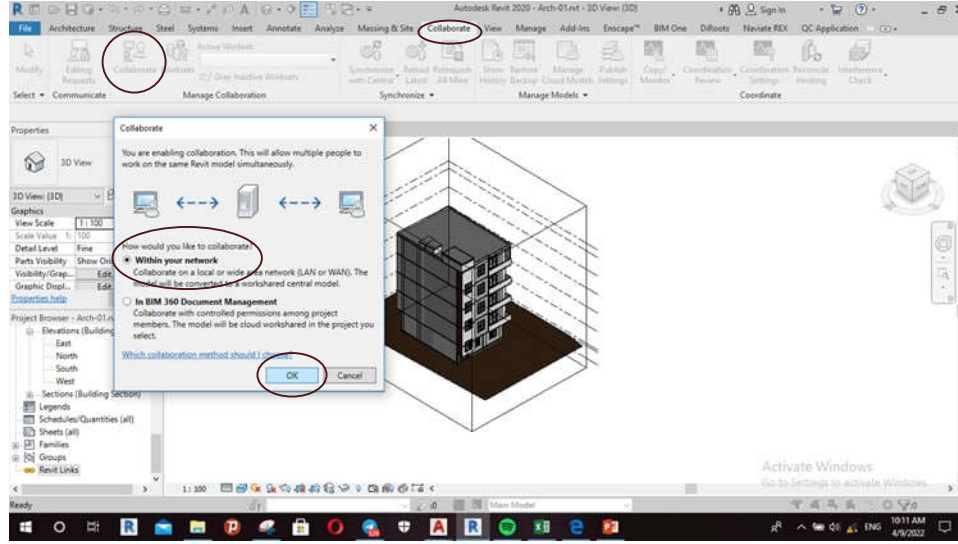 Autodesk Revit 2020 - Arch-01.rvt - 3D View: {3D}
Sign In
File Architecture Structure Steel Systems Insert Annotate Analyze Massing & Site Collaborate View Manage Add-Ins Enscape™ BIM One DiRoots Naviate REX QC Application
Active Workset:
Modify Editing Requests Collaborate Worksets Gray Inactive Worksets Synchronize with Central Reload Latest Relinquish All Mine Show History Restore Backup Manage Cloud Models Publish Settings Copy/Monitor Coordination Review Coordination Settings Reconcile Hosting Interference Check
Select Communicate Manage Collaboration Synchronize Manage Models Coordinate
Properties
3D View
3D View: {3D}
Graphics
View Scale 1 : 100
Scale Value 1: 100
Detail Level Fine
Parts Visibility Show Ori
Visibility/Grap... Edit
Graphic Displ... Edit
Properties help
Project Browser - Arch-01.rv
Elevations (Building
East
North
South
West
Sections (Building Section)
Legends
Schedules/Quantities (all)
Sheets (all)
Families
Groups
Revit Links
Collaborate
You are enabling collaboration. This will allow multiple people to
work on the same Revit model simultaneously.
How would you like to collaborate?
Within your network
Collaborate on a local or wide area network (LAN or WAN). The
model will be converted to a workshared central model.
In BIM 360 Document Management
Collaborate with controlled permissions among project
members. The model will be cloud workshared in the project you
select.
Which collaboration method should I choose?
OK Cancel
Activate Windows
Go to Settings to activate Windows.
1 : 100
Ready
:0 Main Model :0
ENG 10:11 AM
4/9/2022